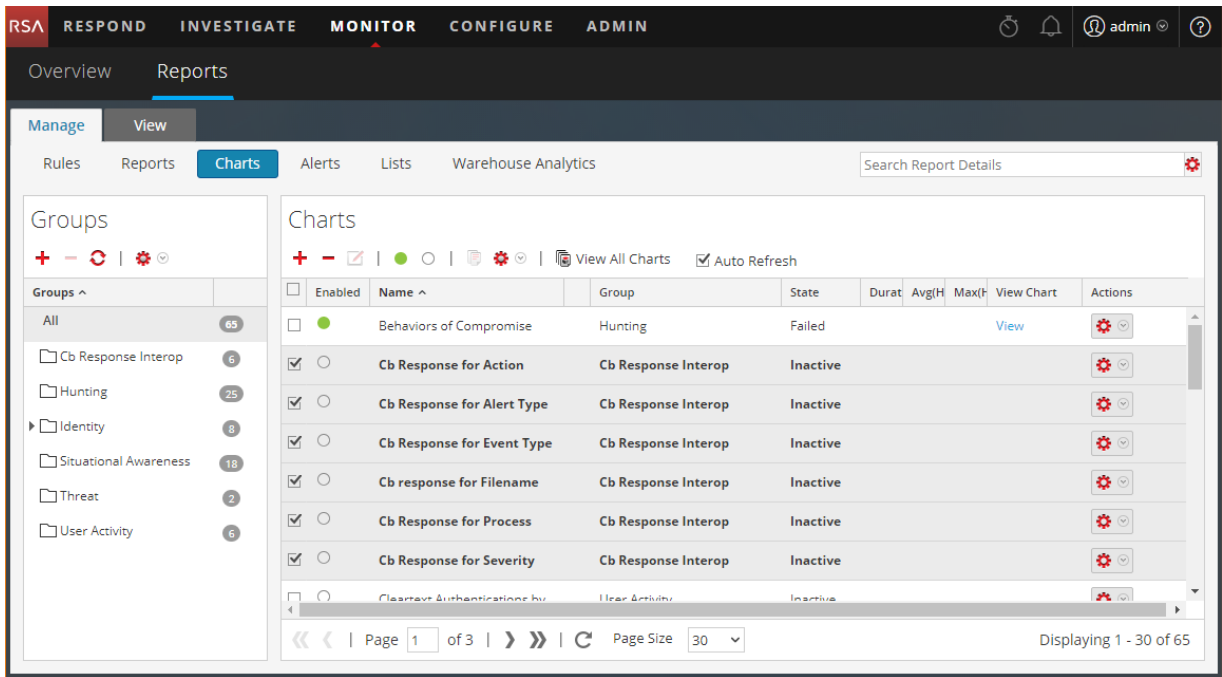 RSA RESPOND INVESTIGATE MONITOR CONFIGURE ADMIN admin ?
Overview Reports
Manage View
Rules Reports Charts Alerts Lists Warehouse Analytics Search Report Details
Groups
Groups
All 65
Cb Response Interop 6
Hunting 25
Identity 8
Situational Awareness 18
Threat 2
User Activity 6
Charts
View All Charts Auto Refresh
Enabled Name Group State Durat Avg(H Max(H View Chart Actions
Behaviors of Compromise Hunting Failed View
Cb Response for Action Cb Response Interop Inactive
Cb Response for Alert Type Cb Response Interop Inactive
Cb Response for Event Type Cb Response Interop Inactive
Cb response for Filename Cb Response Interop Inactive
Cb Response for Process Cb Response Interop Inactive
Cb Response for Severity Cb Response Interop Inactive
Cleartext Authentications by User Activity Inactive
Page 1 of 3 Page Size 30 Displaying 1 - 30 of 65